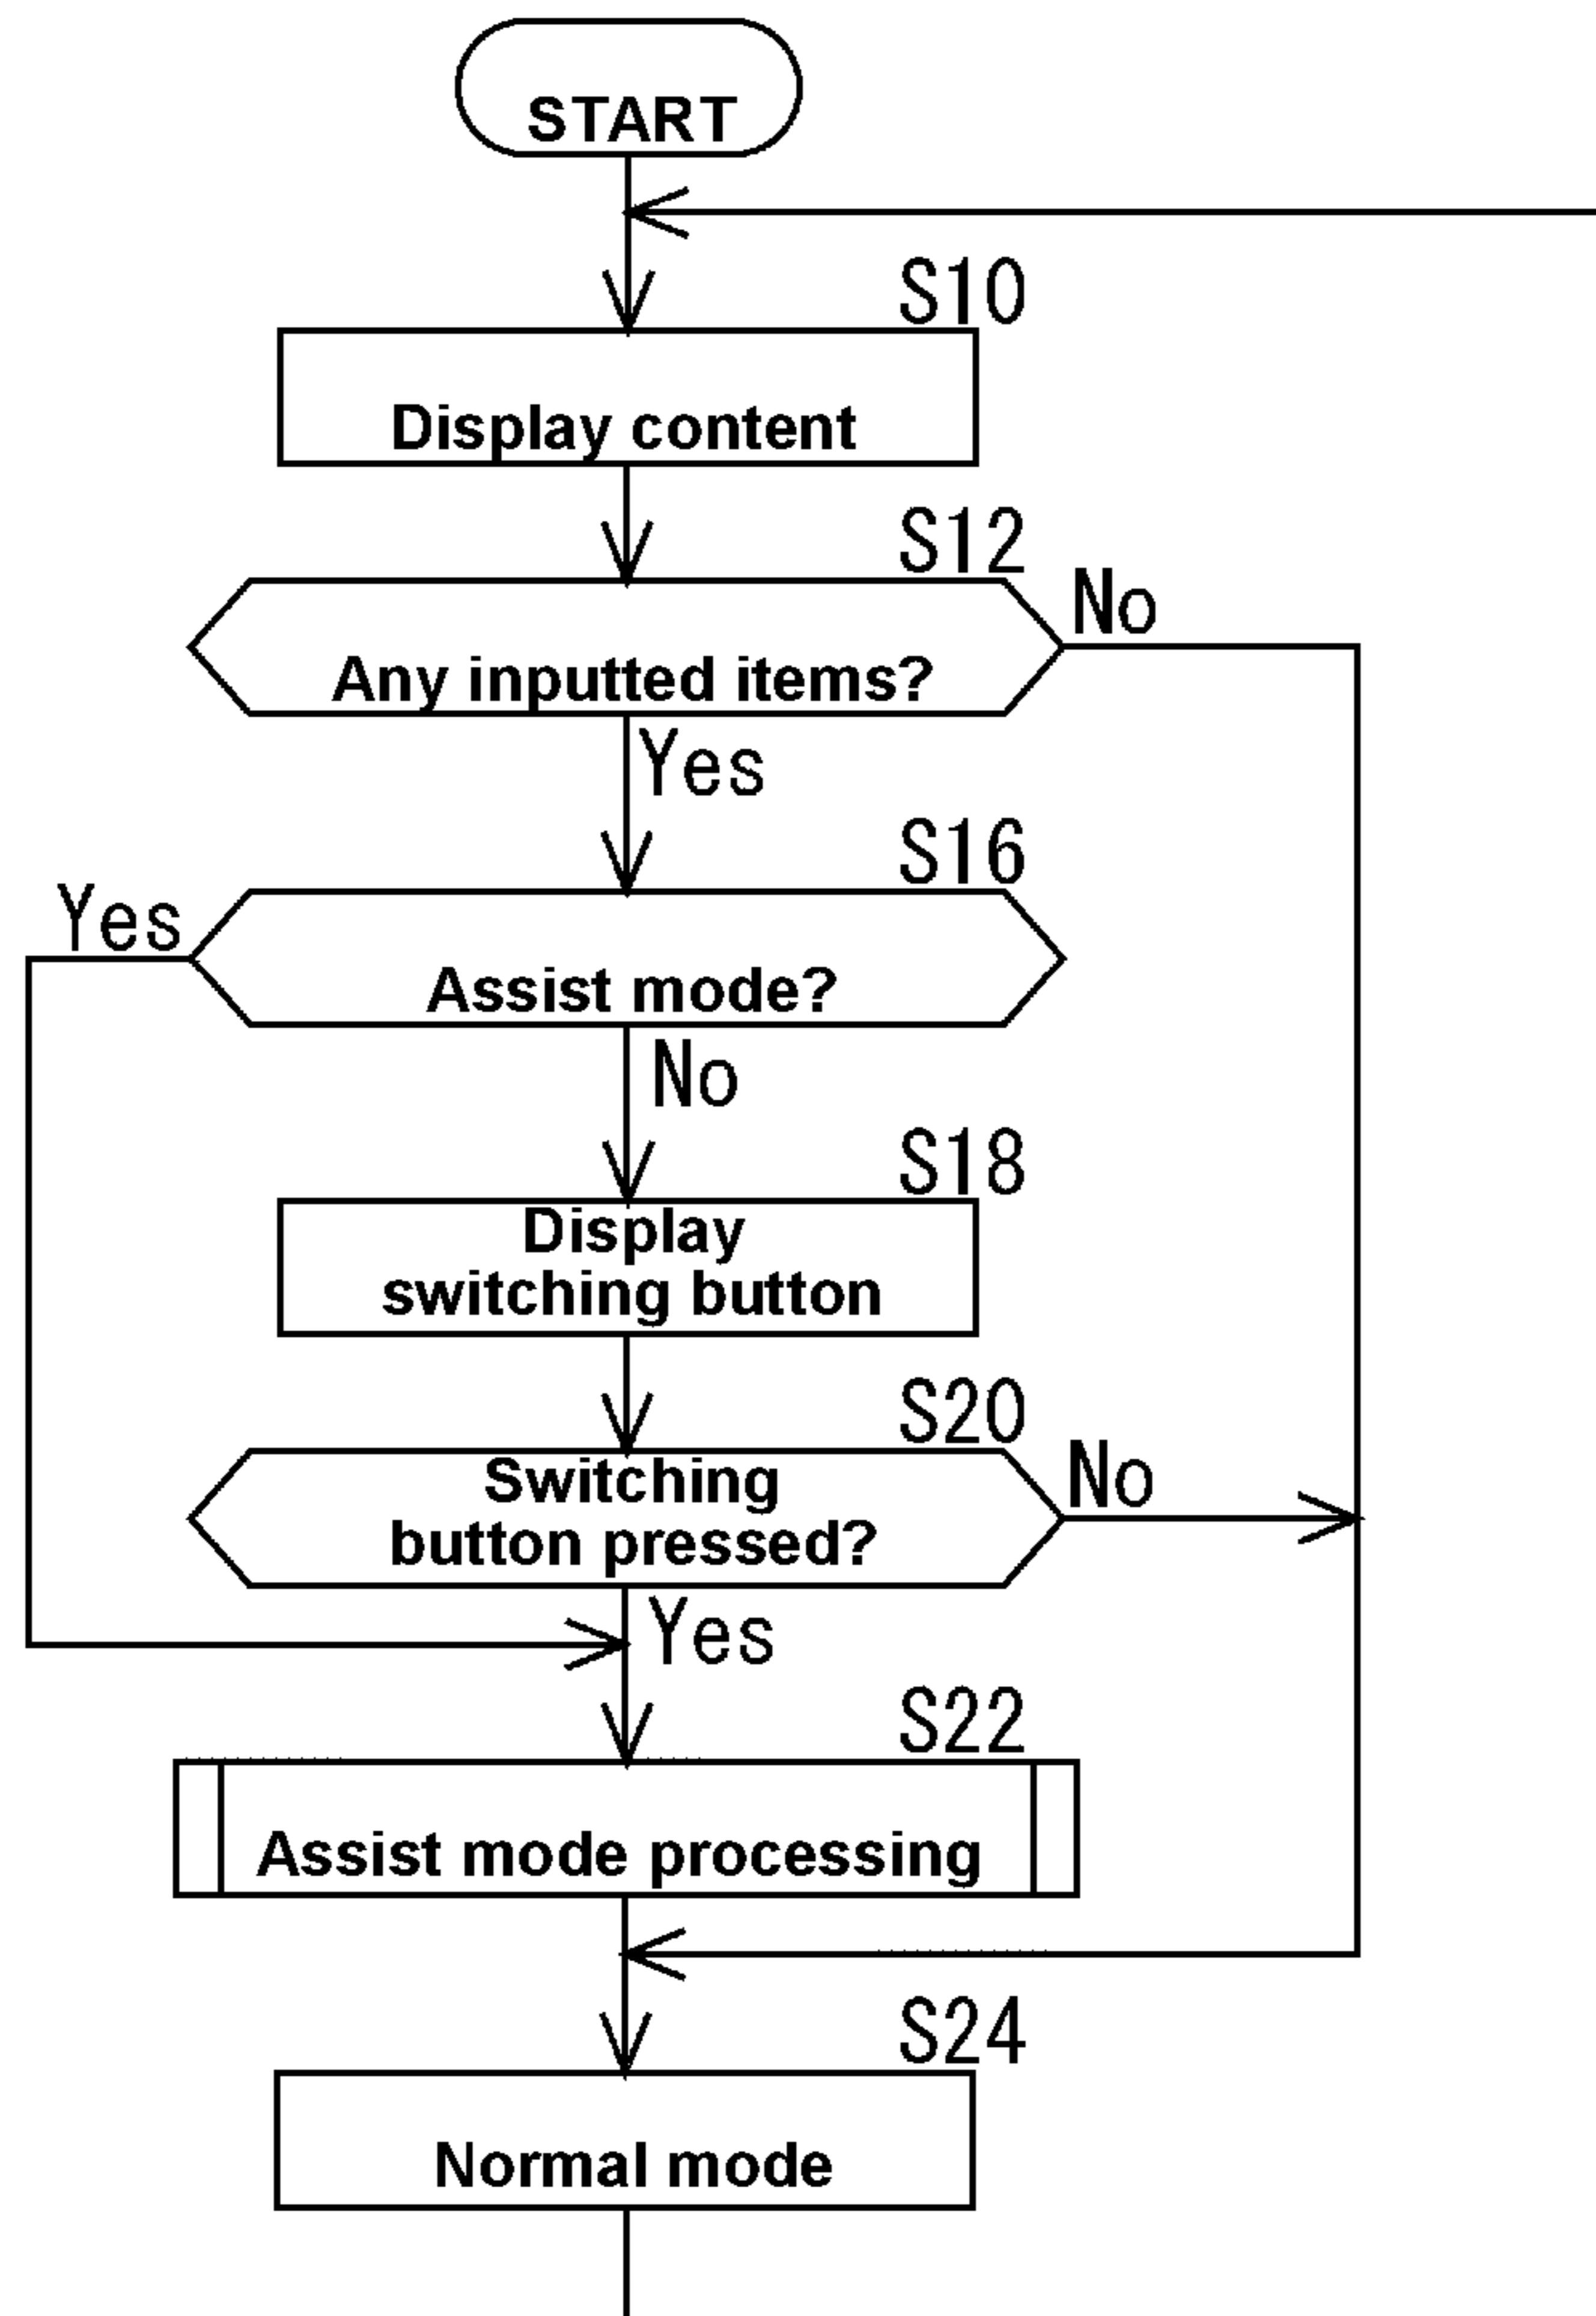 START
S10
Display content
S12
No
Any inputted items?
Yes
S16
Yes
Assist mode?
No
S18
Display
switching button
S20
Switching
No
button pressed?
Yes
S22
Assist mode processing
S24
Normal mode